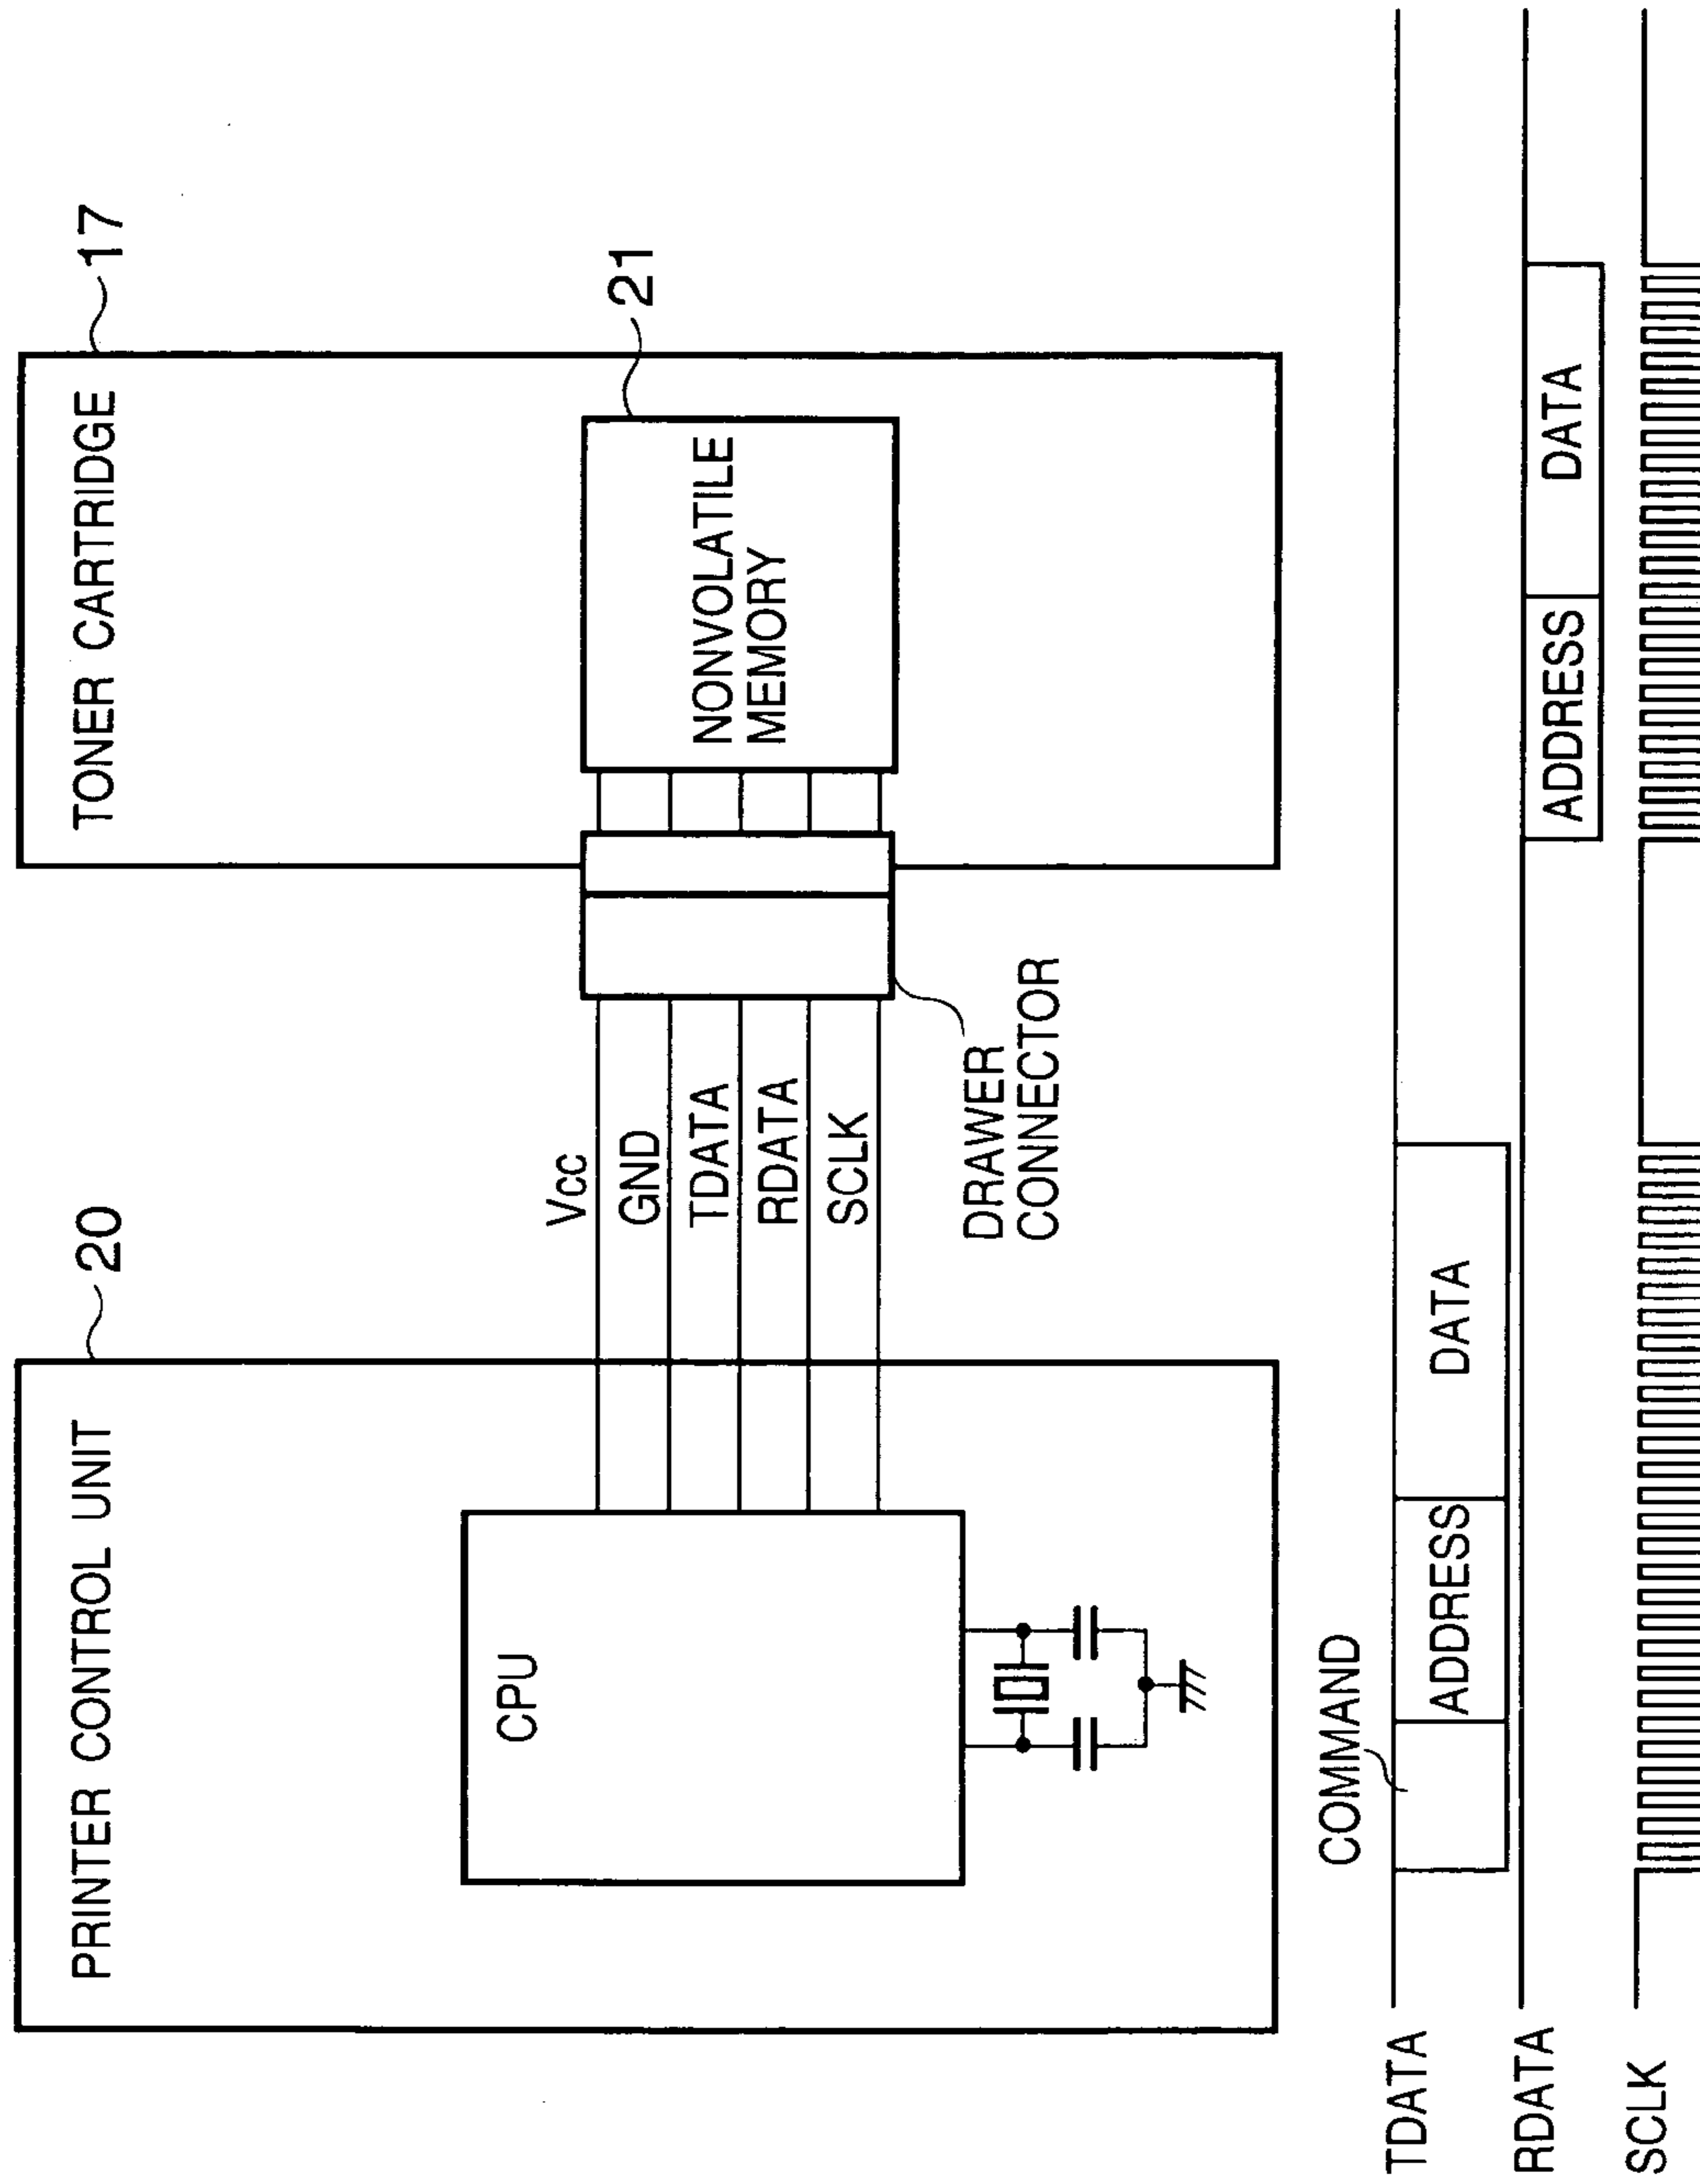 PRINTER CONTROL UNIT
20
TONER CARTRIDGE
17
CPU
Vcc
GND
TDATA
RDATA
SCLK
DRAWER
CONNECTOR
NONVOLATILE
MEMORY
21
COMMAND
TDATA
ADDRESS
DATA
RDATA
ADDRESS
DATA
SCLK